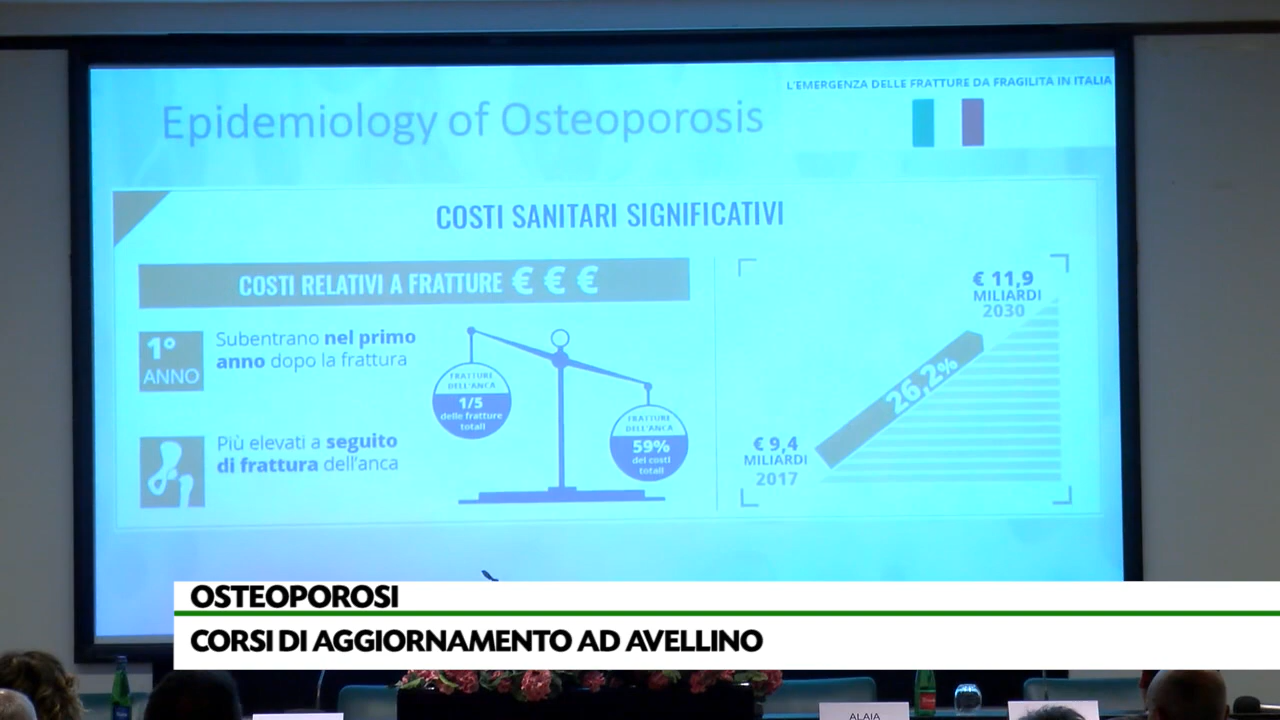 L'EMERGENZA DELLE FRATTURE DA FRAGILITA IN ITALIA
Epidemiology of Osteoporosis
COSTI SANITARI SIGNIFICATIVI
COSTI RELATIVI A FRATTURE € € €
1°
ANNO
Subentrano nel primo
anno dopo la frattura
Più elevati a seguito
di frattura dell'anca
FRATTURE
DELL'ANCA
1/5
delle fratture
totali
FRATTURE
DELL'ANCA
59%
dei costi
totali
€ 11,9
MILIARDI
2030
26,2%
€ 9,4
MILIARDI
2017
OSTEOPOROSI
CORSI DI AGGIORNAMENTO AD AVELLINO
ALAIA